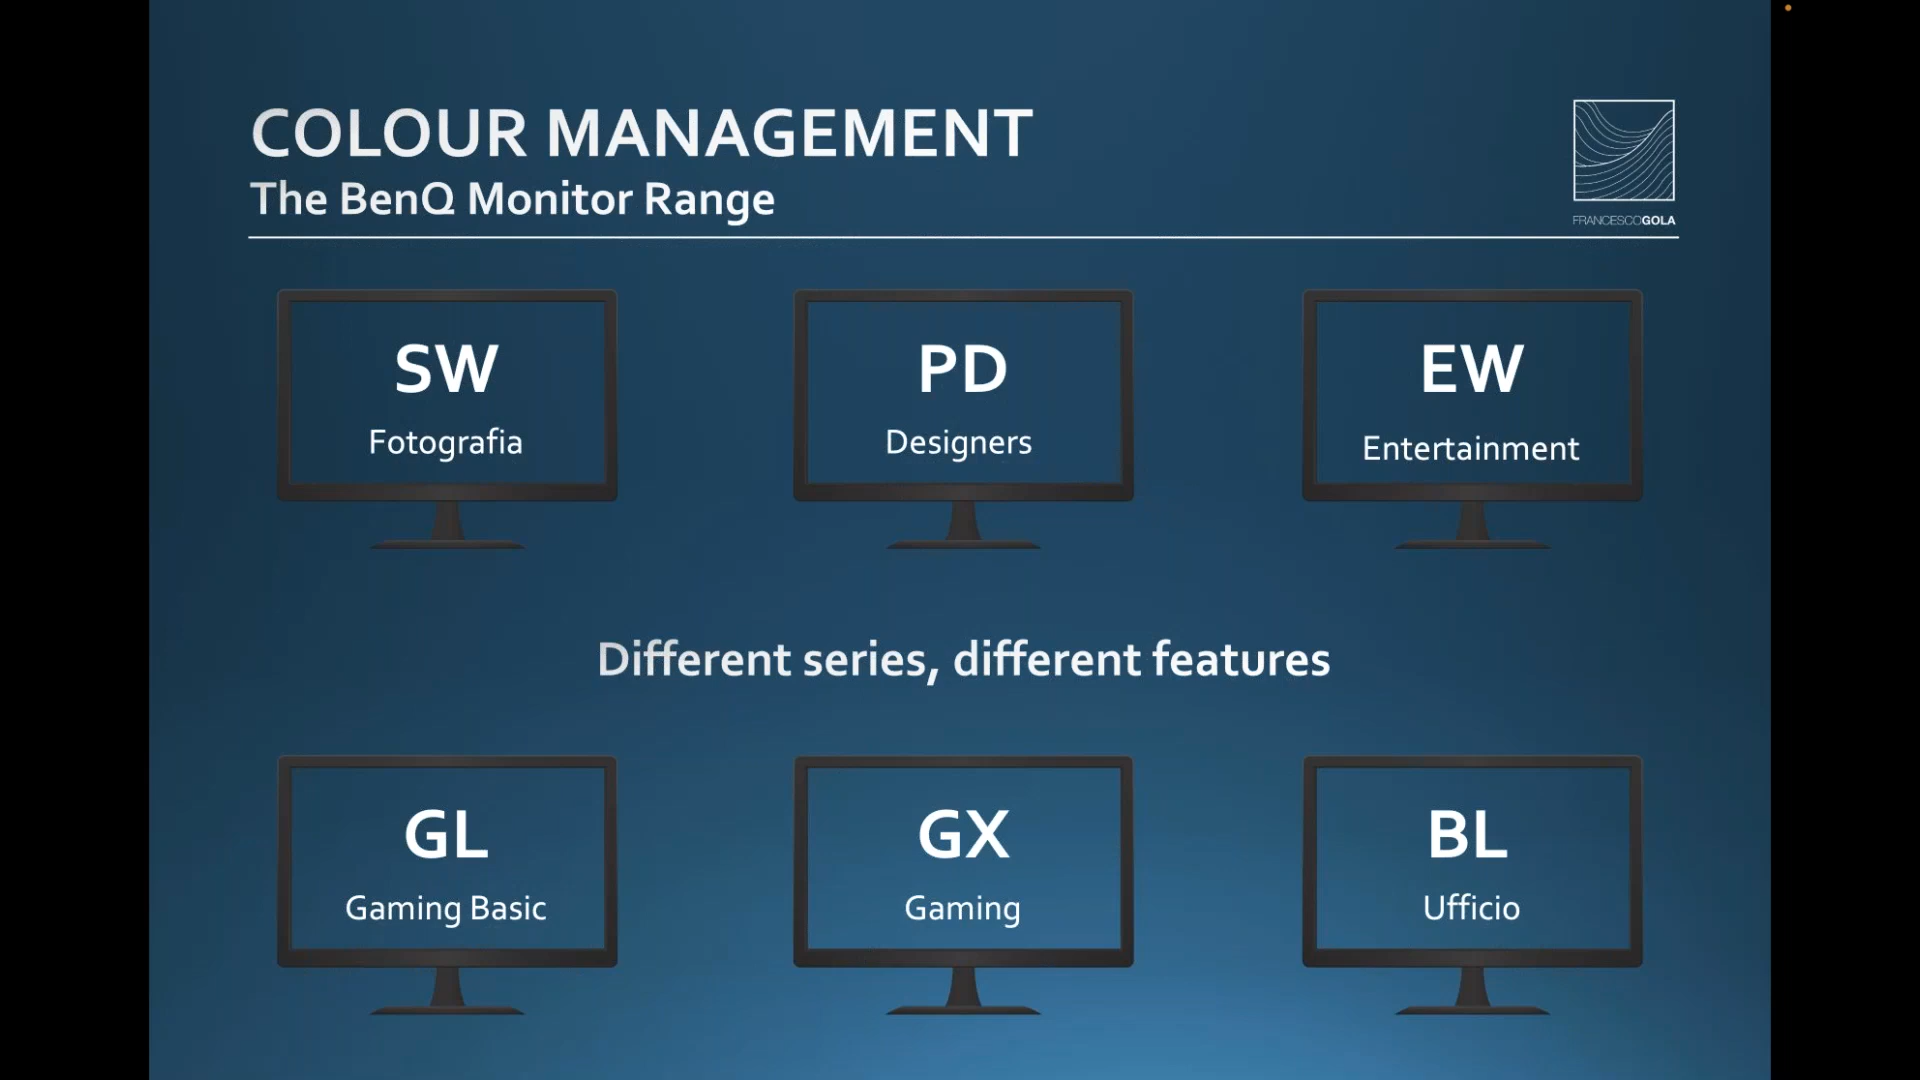 COLOUR MANAGEMENT
The BenQ Monitor Range
FRANCESCOGOLA
SW
Fotografia
PD
Designers
EW
Entertainment
Different series, different features
GL
Gaming Basic
GX
Gaming
BL
Ufficio